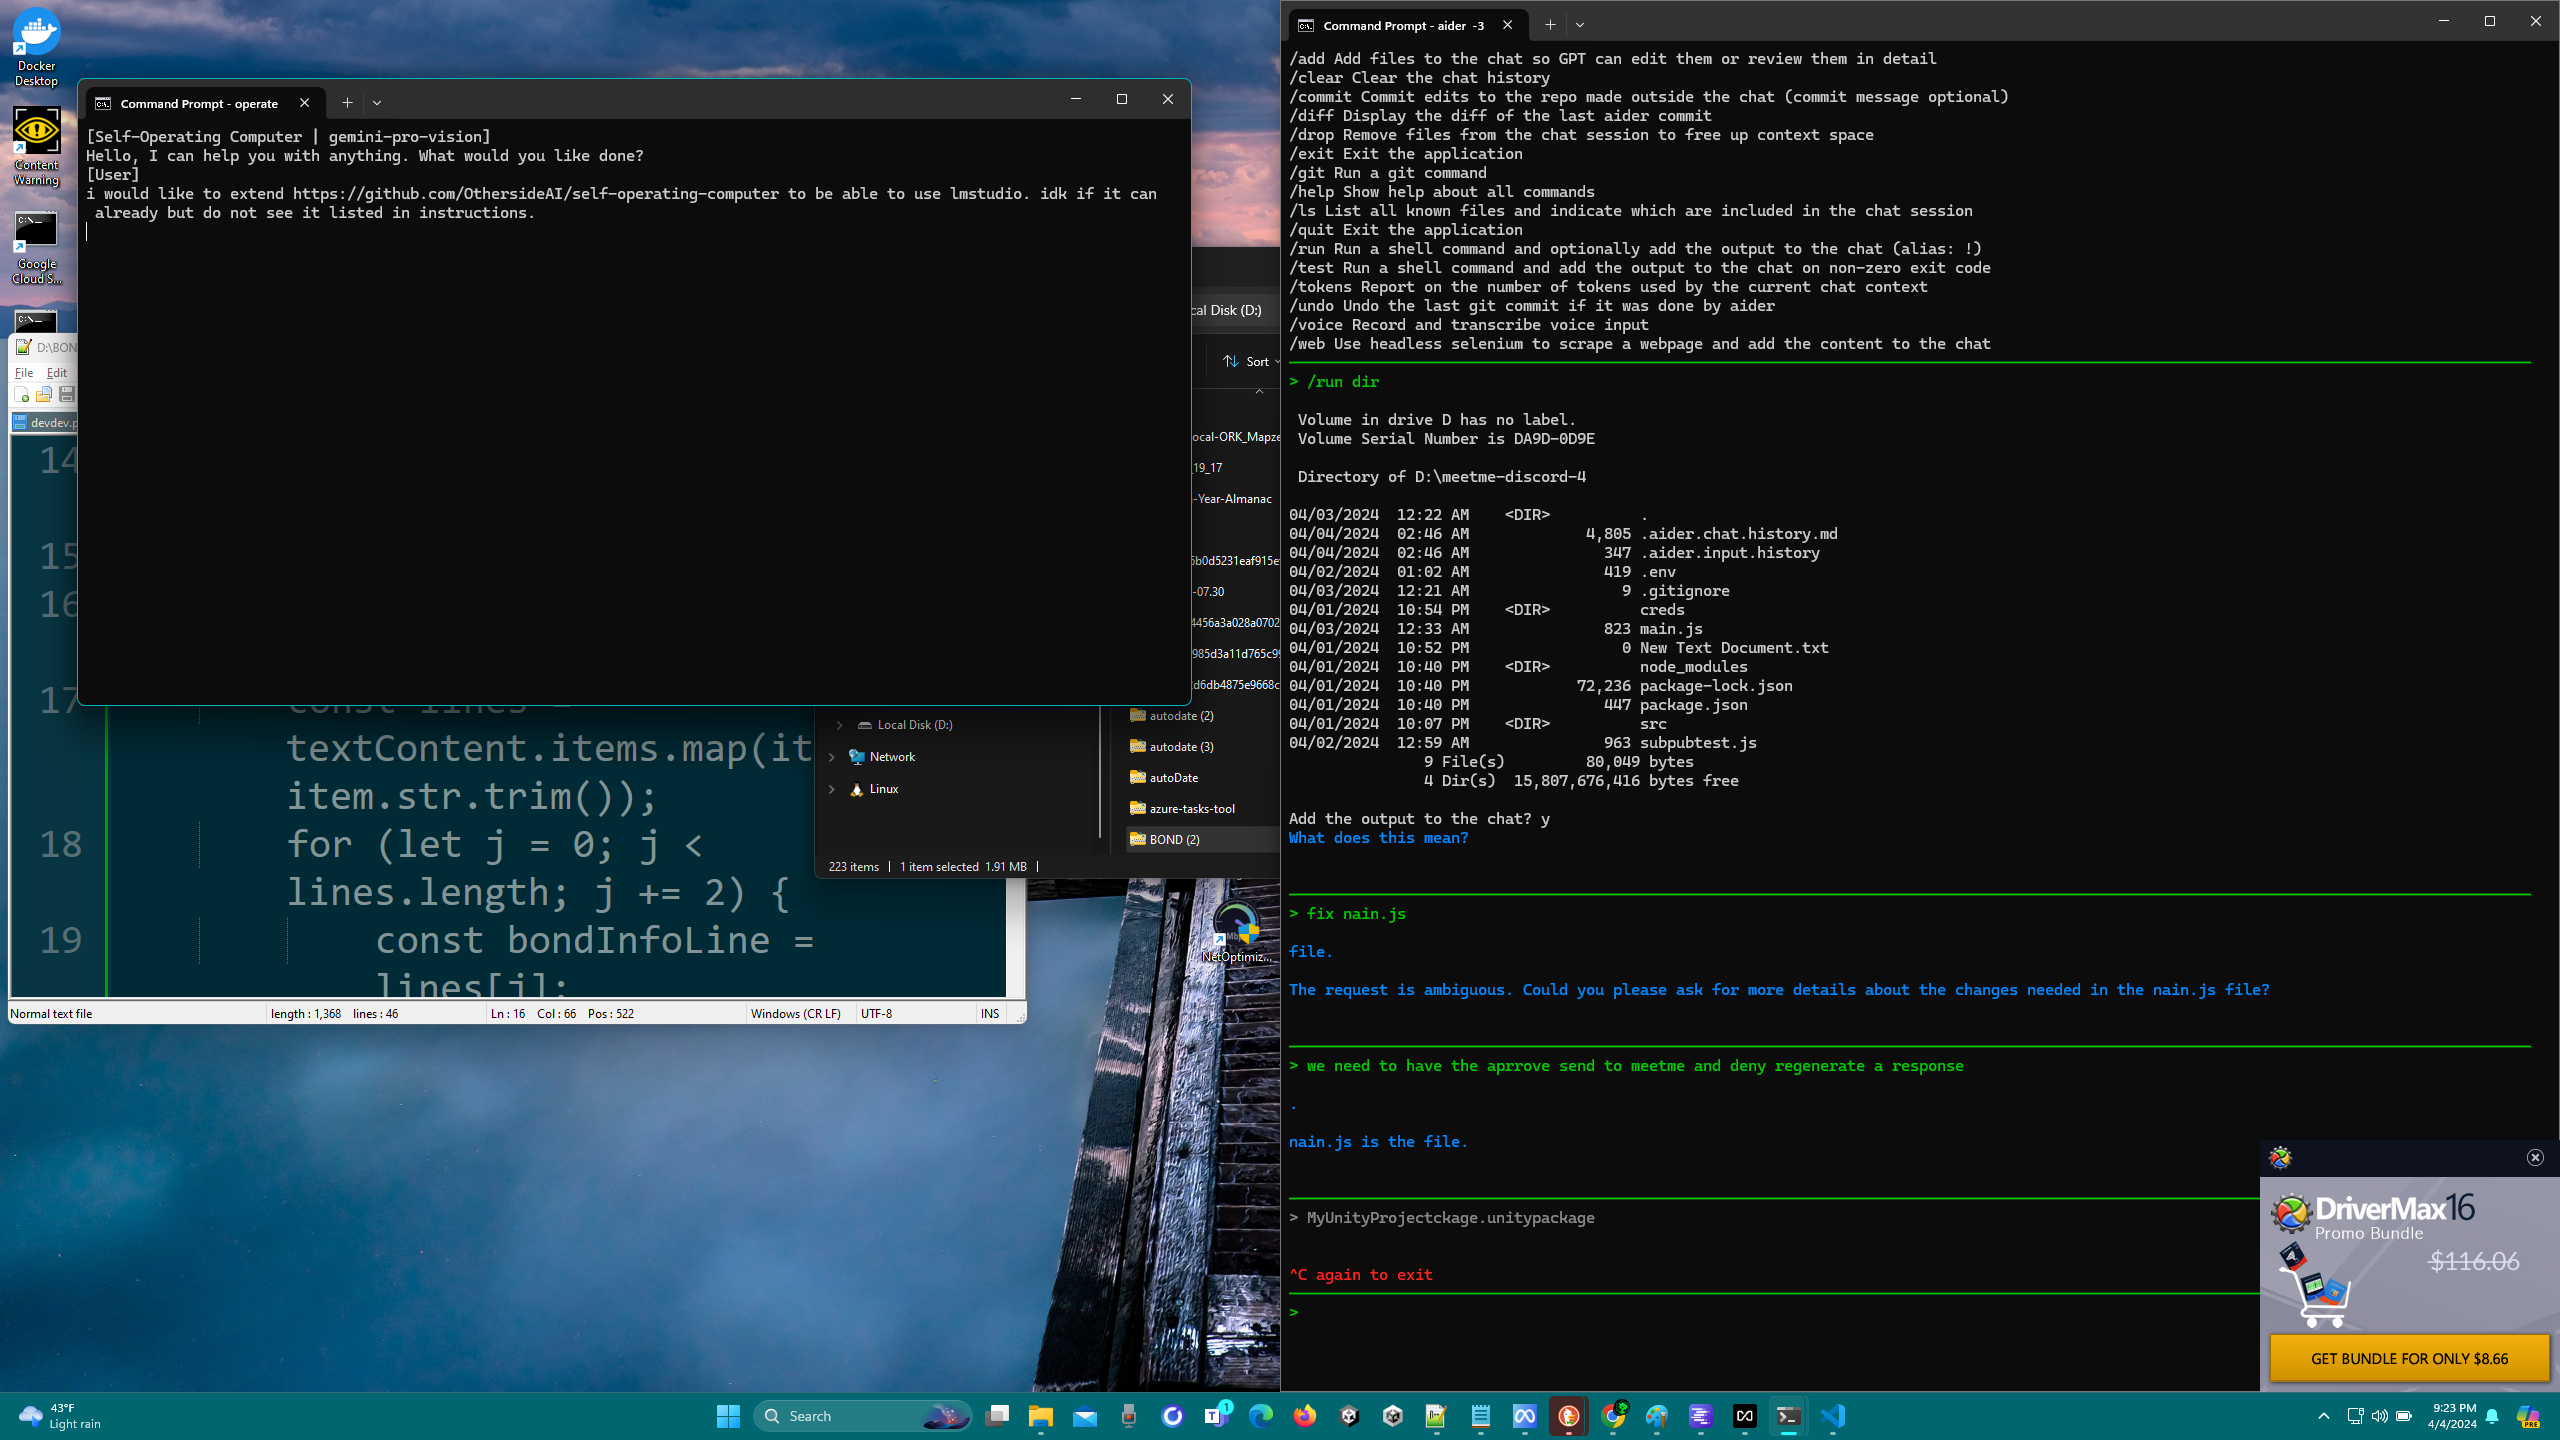 Docker
Desktop
Content
Warning
Google
Cloud S...
Command Prompt - operate
[Self-Operating Computer | gemini-pro-vision]
Hello, I can help you with anything. What would you like done?
[User]
i would like to extend https://github.com/OthersideAI/self-operating-computer to be able to use lmstudio. idk if it can
already but do not see it listed in instructions.
D:\BON
File Edit
devdev.p
14
15
16
17
const lines =
textContent.items.map(it
item.str.trim());
18
for (let j = 0; j <
lines.length; j += 2) {
19
const bondInfoLine =
lines[j];
Normal text file
length : 1,368 lines : 46
Ln : 16 Col : 66 Pos : 522
Windows (CR LF)
UTF-8
INS
cal Disk (D:)
Sort
ocal-ORK_Mapze
_19_17
-Year-Almanac
6b0d5231eaf915e
-07.30
4456a3a028a0702
985d3a11d765c99
d6db4875e9668c
Local Disk (D:)
Network
Linux
autodate (2)
autodate (3)
autoDate
azure-tasks-tool
BOND (2)
223 items
1 item selected 1.91 MB
NetOptimiz...
Command Prompt - aider -3
/add Add files to the chat so GPT can edit them or review them in detail
/clear Clear the chat history
/commit Commit edits to the repo made outside the chat (commit message optional)
/diff Display the diff of the last aider commit
/drop Remove files from the chat session to free up context space
/exit Exit the application
/git Run a git command
/help Show help about all commands
/ls List all known files and indicate which are included in the chat session
/quit Exit the application
/run Run a shell command and optionally add the output to the chat (alias: !)
/test Run a shell command and add the output to the chat on non-zero exit code
/tokens Report on the number of tokens used by the current chat context
/undo Undo the last git commit if it was done by aider
/voice Record and transcribe voice input
/web Use headless selenium to scrape a webpage and add the content to the chat
> /run dir
Volume in drive D has no label.
Volume Serial Number is DA9D-0D9E
Directory of D:\meetme-discord-4
04/03/2024 12:22 AM <DIR> .
04/04/2024 02:46 AM 4,805 .aider.chat.history.md
04/04/2024 02:46 AM 347 .aider.input.history
04/02/2024 01:02 AM 419 .env
04/03/2024 12:21 AM 9 .gitignore
04/01/2024 10:54 PM <DIR> creds
04/03/2024 12:33 AM 823 main.js
04/01/2024 10:52 PM 0 New Text Document.txt
04/01/2024 10:40 PM <DIR> node_modules
04/01/2024 10:40 PM 72,236 package-lock.json
04/01/2024 10:40 PM 447 package.json
04/01/2024 10:07 PM <DIR> src
04/02/2024 12:59 AM 963 subpubtest.js
9 File(s) 80,049 bytes
4 Dir(s) 15,807,676,416 bytes free
Add the output to the chat? y
What does this mean?
> fix nain.js
file.
The request is ambiguous. Could you please ask for more details about the changes needed in the nain.js file?
> we need to have the aprrove send to meetme and deny regenerate a response
.
nain.js is the file.
> MyUnityProjectckage.unitypackage
^C again to exit
>
DriverMax16
Promo Bundle
$116.06
GET BUNDLE FOR ONLY $8.66
43°F
Light rain
Search
1
9:23 PM
4/4/2024
PRE